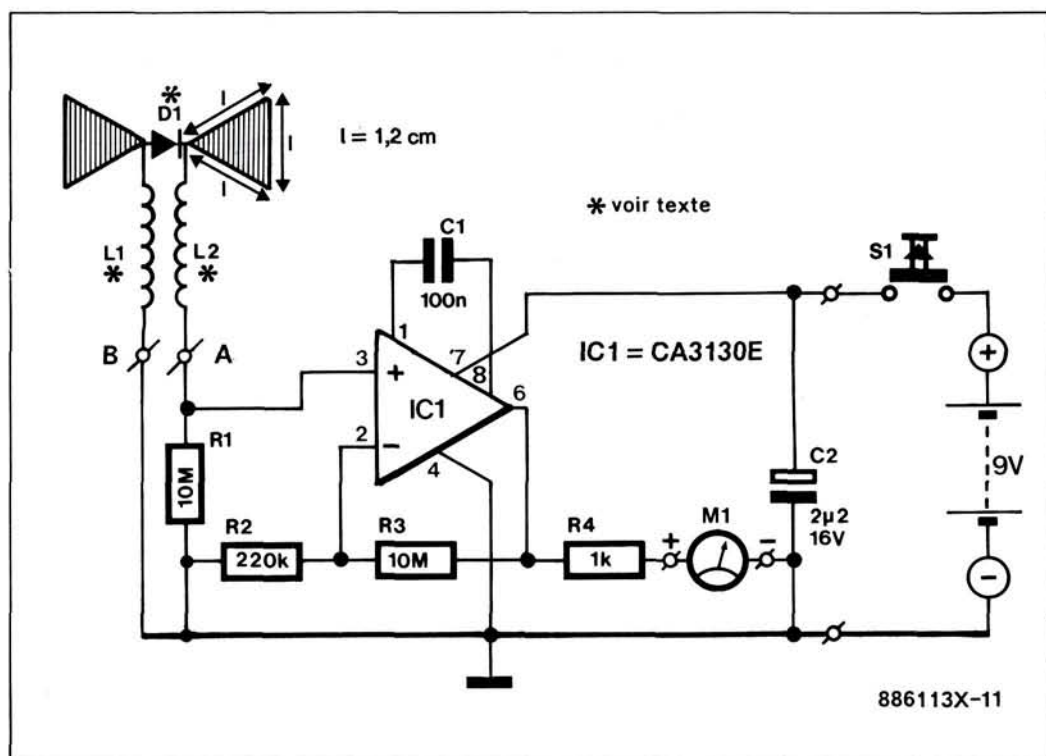 * D1
l
l
l
l = 1,2 cm
* voir texte
L1 *
L2 *
B
A
C1
100n
S1
IC1 = CA3130E
1
3
+
7
8
IC1
6
2
−
4
R1
10M
R2
220k
R3
10M
R4
1k
+
M1
−
C2
2µ2
16V
+
9V
−
886113X-11